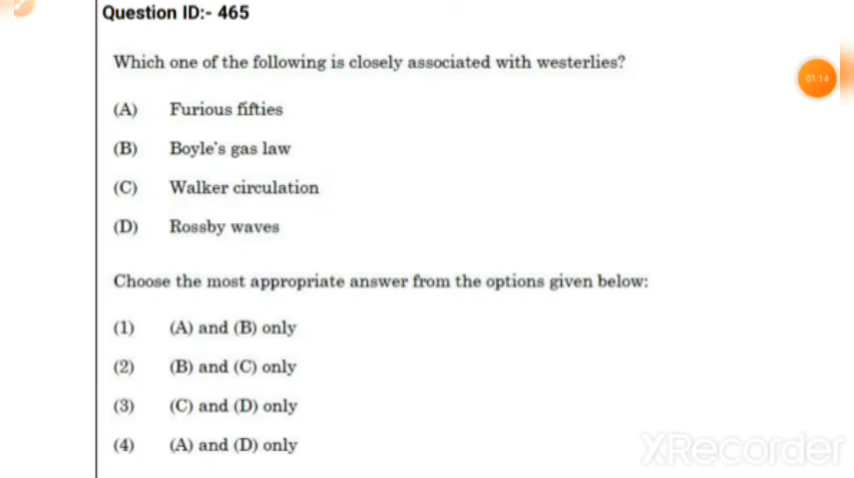 Question ID:- 465
Which one of the following is closely associated with westerlies?
01:14
(A) Furious fifties
(B) Boyle's gas law
(C) Walker circulation
(D) Rossby waves
Choose the most appropriate answer from the options given below:
(1) (A) and (B) only
(2) (B) and (C) only
(3) (C) and (D) only
(4) (A) and (D) only
XRecorder